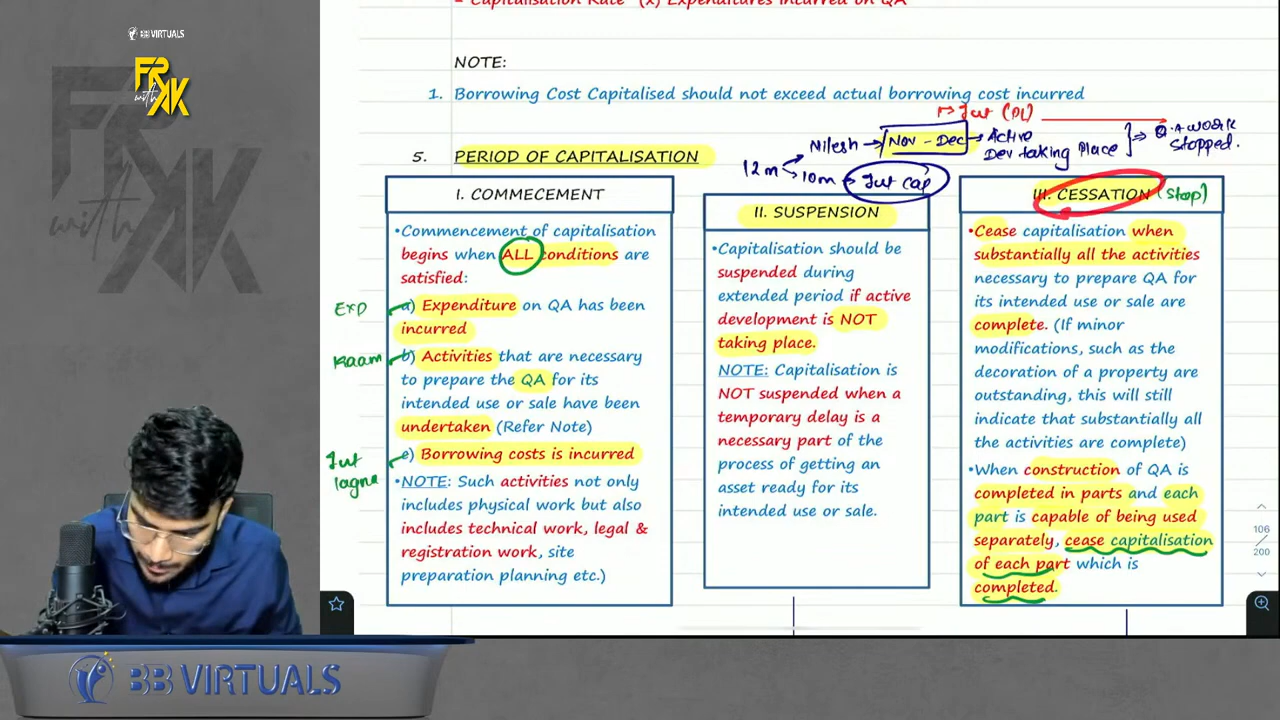 = Capitalisation Rate (x) Expenditures incurred on QA
BB VIRTUALS
FR
with
AK
FR
with
AK
NOTE:
1. Borrowing Cost Capitalised should not exceed actual borrowing cost incurred
Int (PL)
5. PERIOD OF CAPITALISATION
12m
Nilesh → Nov - Dec → Active
Dev taking Place
Q.A work
stopped.
10m → Int cap
I. COMMECEMENT
•Commencement of capitalisation
begins when ALL conditions are
satisfied:
EXP
a) Expenditure on QA has been
incurred
Kaam
b) Activities that are necessary
to prepare the QA for its
intended use or sale have been
undertaken (Refer Note)
Int
lagna
c) Borrowing costs is incurred
•NOTE: Such activities not only
includes physical work but also
includes technical work, legal &
registration work, site
preparation planning etc.)
II. SUSPENSION
•Capitalisation should be
suspended during
extended period if active
development is NOT
taking place.
NOTE: Capitalisation is
NOT suspended when a
temporary delay is a
necessary part of the
process of getting an
asset ready for its
intended use or sale.
III. CESSATION (Stop)
•Cease capitalisation when
substantially all the activities
necessary to prepare QA for
its intended use or sale are
complete. (If minor
modifications, such as the
decoration of a property are
outstanding, this will still
indicate that substantially all
the activities are complete)
•When construction of QA is
completed in parts and each
part is capable of being used
separately, cease capitalisation
of each part which is
completed.
106
200
BB VIRTUALS